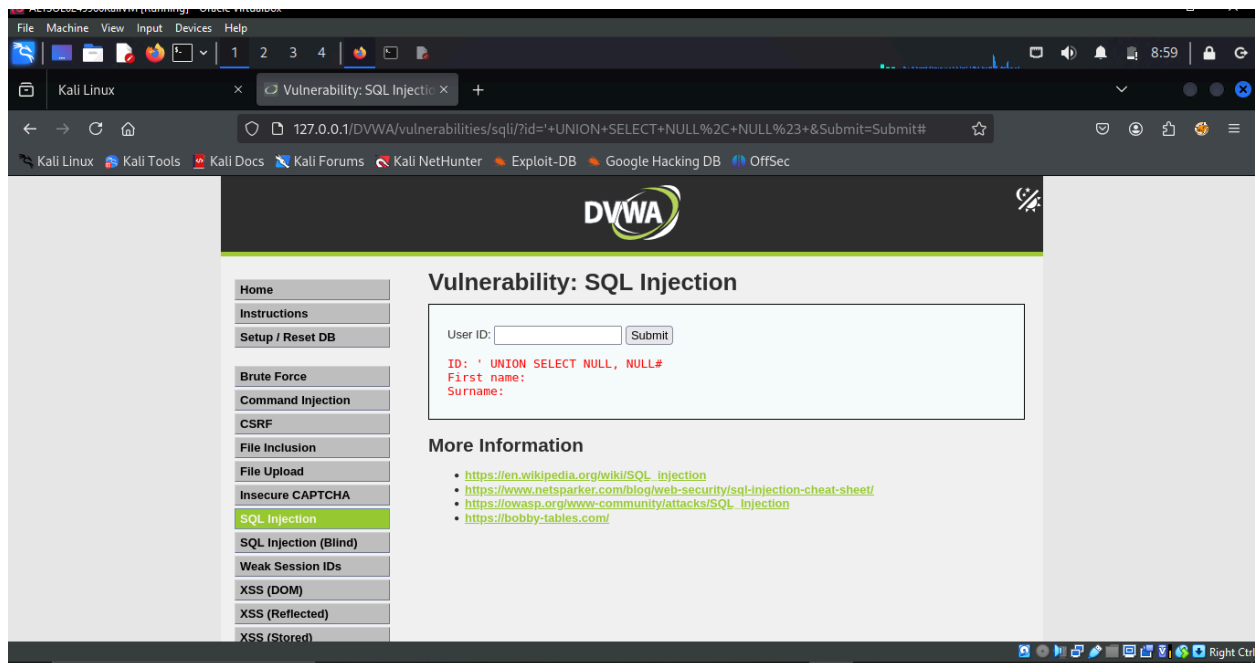 File Machine View Input Devices Help
1 2 3 4
8:59
Kali Linux
Vulnerability: SQL Injectio
127.0.0.1/DVWA/vulnerabilities/sqli/?id='+UNION+SELECT+NULL%2C+NULL%23+&Submit=Submit#
Kali Linux Kali Tools Kali Docs Kali Forums Kali NetHunter Exploit-DB Google Hacking DB OffSec
DVWA
Home
Instructions
Setup / Reset DB
Brute Force
Command Injection
CSRF
File Inclusion
File Upload
Insecure CAPTCHA
SQL Injection
SQL Injection (Blind)
Weak Session IDs
XSS (DOM)
XSS (Reflected)
XSS (Stored)
Vulnerability: SQL Injection
User ID: Submit
ID: ' UNION SELECT NULL, NULL#
First name:
Surname:
More Information
https://en.wikipedia.org/wiki/SQL_injection
https://www.netsparker.com/blog/web-security/sql-injection-cheat-sheet/
https://owasp.org/www-community/attacks/SQL_Injection
https://bobby-tables.com/
Right Ctrl